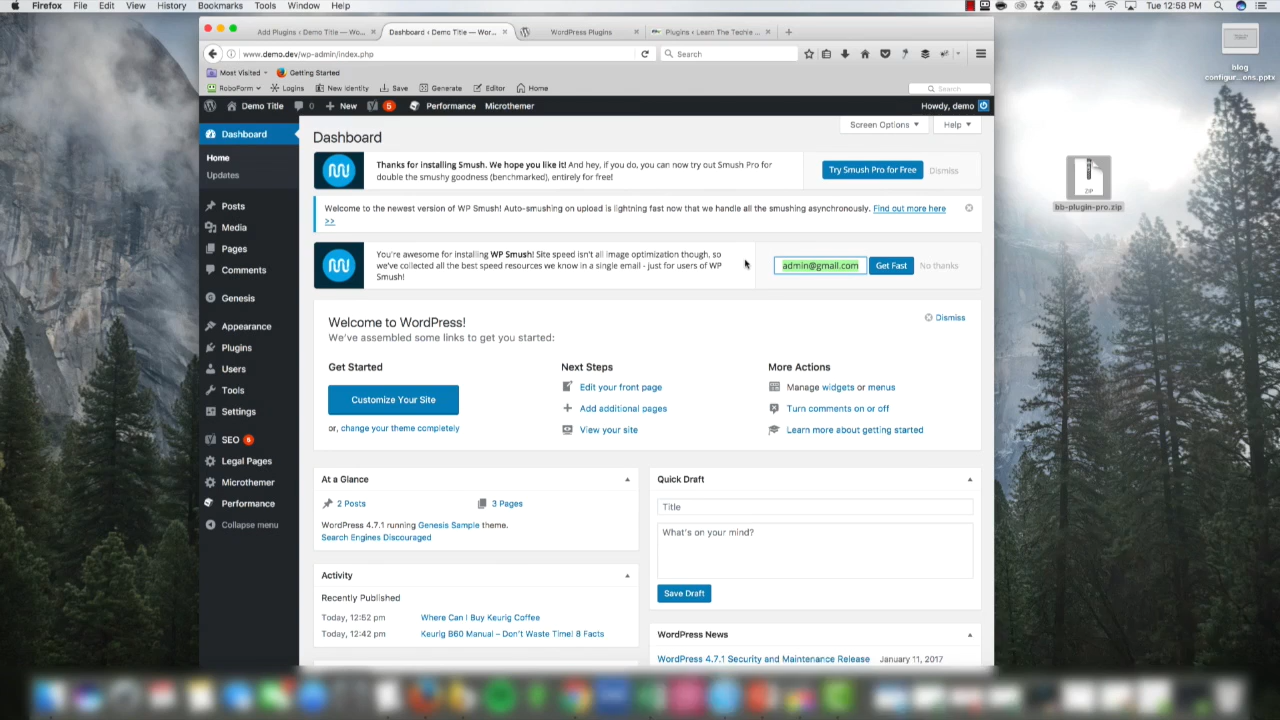 Firefox File Edit View History Bookmarks Tools Window Help
Tue 12:58 PM
Add Plugins ‹ Demo Title — Wor...
Dashboard ‹ Demo Title — Wor...
WordPress Plugins
Plugins ‹ Learn The Techie ...
www.demo.dev/wp-admin/index.php
Search
Most Visited
Getting Started
RoboForm
Logins
New Identity
Save
Generate
Editor
Home
Search
Demo Title
0
New
5
Performance
Microthemer
Howdy, demo
Dashboard
Home
Updates
Posts
Media
Pages
Comments
Genesis
Appearance
Plugins
Users
Tools
Settings
SEO 6
Legal Pages
Microthemer
Performance
Collapse menu
Screen Options
Help
Dashboard
Thanks for installing Smush. We hope you like it! And hey, if you do, you can now try out Smush Pro for
double the smushy goodness (benchmarked), entirely for free!
Try Smush Pro for Free
Dismiss
Welcome to the newest version of WP Smush! Auto-smushing on upload is lightning fast now that we handle all the smushing asynchronously. Find out more here
>>
You're awesome for installing WP Smush! Site speed isn't all image optimization though, so
we've collected all the best speed resources we know in a single email - just for users of WP
Smush!
admin@gmail.com
Get Fast
No thanks
Welcome to WordPress!
We've assembled some links to get you started:
Dismiss
Get Started
Customize Your Site
or, change your theme completely
Next Steps
Edit your front page
Add additional pages
View your site
More Actions
Manage widgets or menus
Turn comments on or off
Learn more about getting started
At a Glance
2 Posts
3 Pages
WordPress 4.7.1 running Genesis Sample theme.
Search Engines Discouraged
Activity
Recently Published
Today, 12:52 pm Where Can I Buy Keurig Coffee
Today, 12:42 pm Keurig B60 Manual – Don't Waste Time! 8 Facts
Quick Draft
Title
What's on your mind?
Save Draft
WordPress News
WordPress 4.7.1 Security and Maintenance Release January 11, 2017
blog
configur...ons.pptx
ZIP
bb-plugin-pro.zip